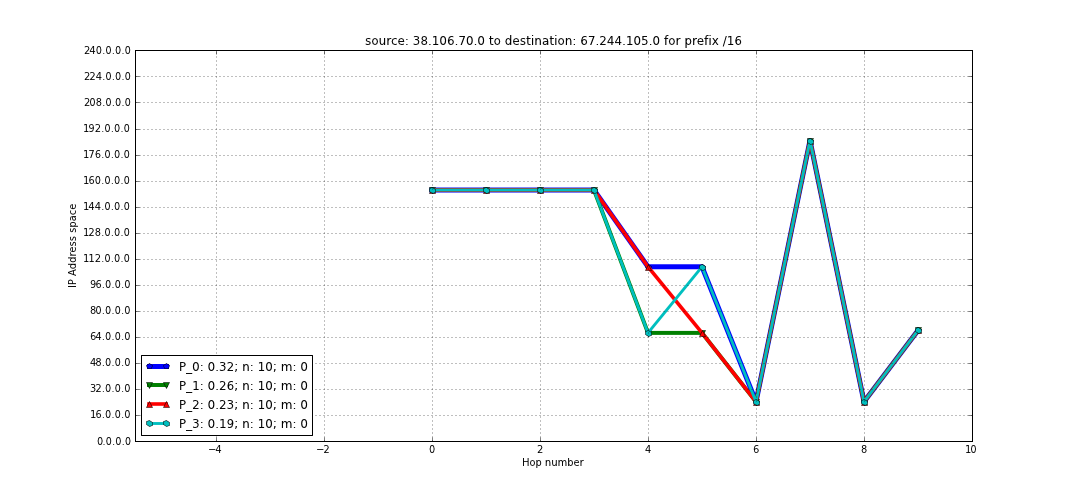 source: 38.106.70.0 to destination: 67.244.105.0 for prefix /16
240.0.0.0
224.0.0.0
208.0.0.0
192.0.0.0
176.0.0.0
160.0.0.0
144.0.0.0
128.0.0.0
112.0.0.0
96.0.0.0
80.0.0.0
64.0.0.0
48.0.0.0
32.0.0.0
16.0.0.0
0.0.0.0
IP Address space
P_0: 0.32; n: 10; m: 0
P_1: 0.26; n: 10; m: 0
P_2: 0.23; n: 10; m: 0
P_3: 0.19; n: 10; m: 0
−4 −2 0 2 4 6 8 10
Hop number